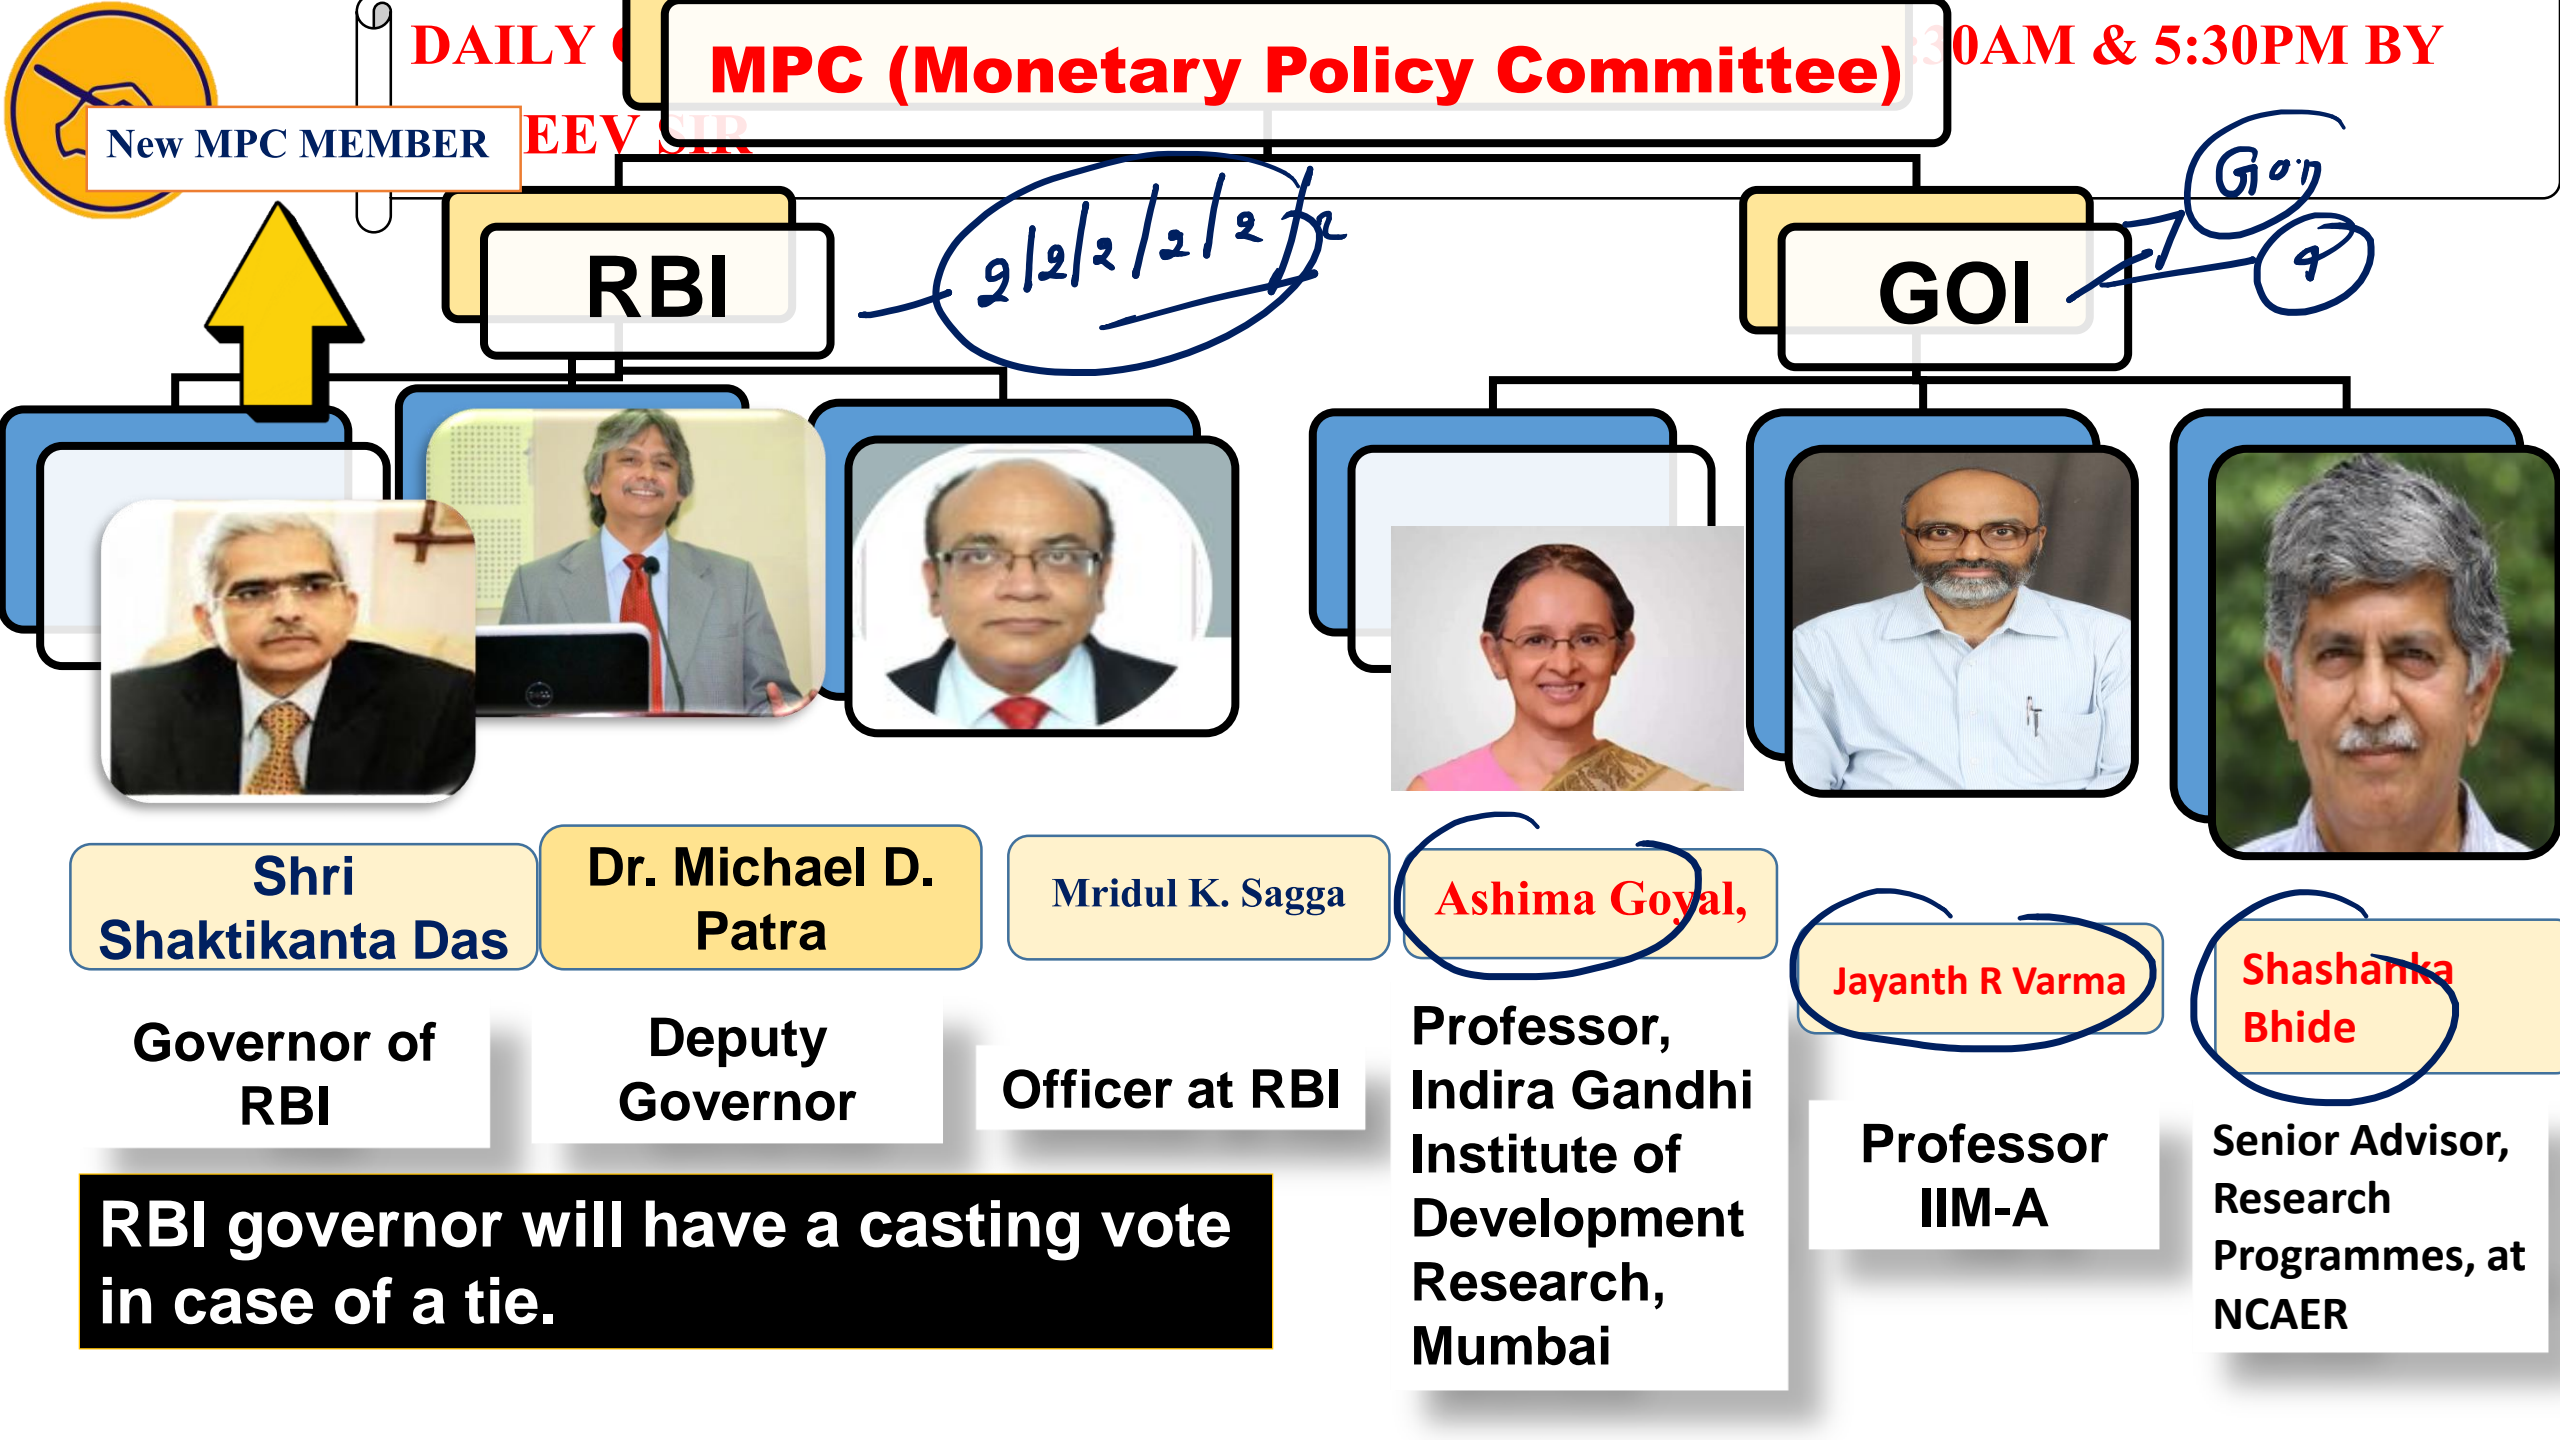 DAILY
0AM & 5:30PM BY
MPC (Monetary Policy Committee)
New MPC MEMBER
EEV SIR
Gon
RBI
2/2/2/2/2/2
GOI
Shri
Shaktikanta Das
Dr. Michael D.
Patra
Mridul K. Sagga
Ashima Goyal,
Jayanth R Varma
Shashanka
Bhide
Governor of
RBI
Deputy
Governor
Officer at RBI
Professor,
Indira Gandhi
Institute of
Development
Research,
Mumbai
Professor
IIM-A
Senior Advisor,
Research
Programmes, at
NCAER
RBI governor will have a casting vote
in case of a tie.